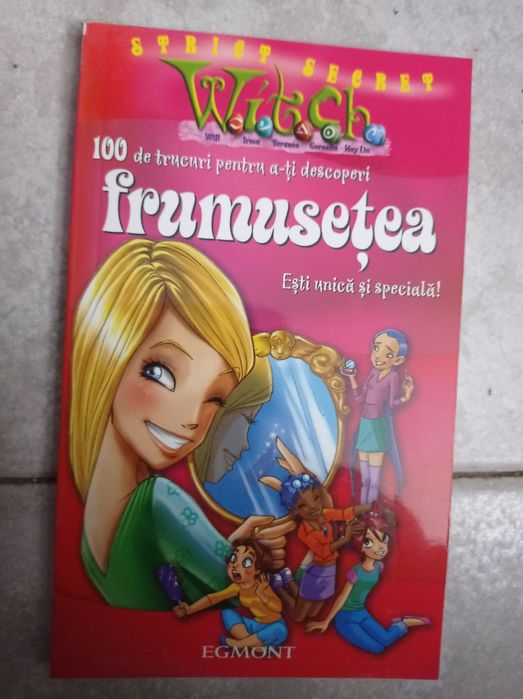 STRICT SECRET
WitCh
Will Irma Taranee Cornelia Hay Lin
100 de trucuri pentru a-ți descoperi
frumusețea
Ești unică și specială!
EGMONT